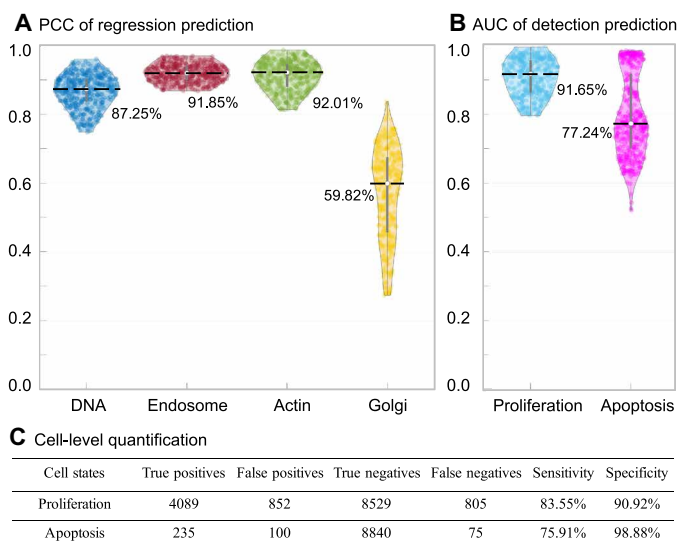 A PCC of regression prediction
1.0
0.8
0.6
0.4
0.2
0.0
87.25%
91.85%
92.01%
59.82%
DNA Endosome Actin Golgi
B AUC of detection prediction
1.0
0.8
0.6
0.4
0.2
0.0
91.65%
77.24%
Proliferation Apoptosis
C Cell-level quantification
Cell states True positives False positives True negatives False negatives Sensitivity Specificity
Proliferation 4089 852 8529 805 83.55% 90.92%
Apoptosis 235 100 8840 75 75.91% 98.88%